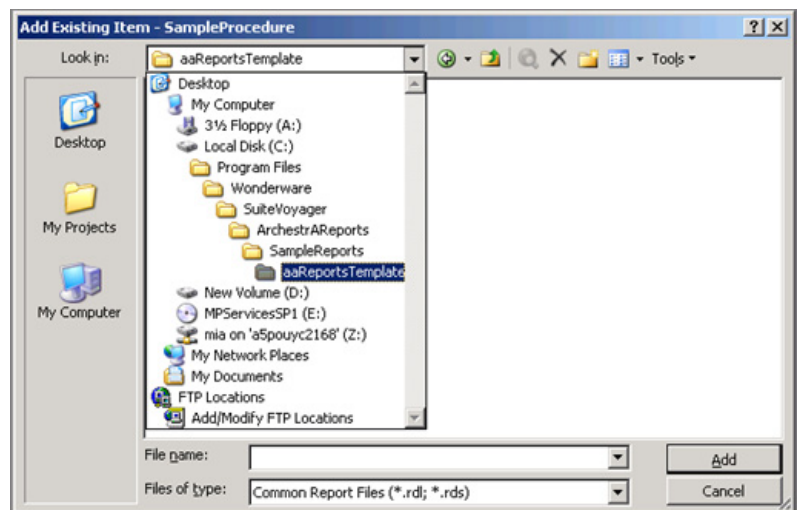 Add Existing Item - SampleProcedure
Look in:
aaReportsTemplate
Tools
Desktop
My Computer
3½ Floppy (A:)
Local Disk (C:)
Program Files
Wonderware
SuiteVoyager
ArchestrAReports
SampleReports
aaReportsTemplate
New Volume (D:)
MPServicesSP1 (E:)
mia on 'a5pouyc2168' (Z:)
My Network Places
My Documents
FTP Locations
Add/Modify FTP Locations
Desktop
My Projects
My Computer
File name:
Add
Files of type:
Common Report Files (*.rdl; *.rds)
Cancel